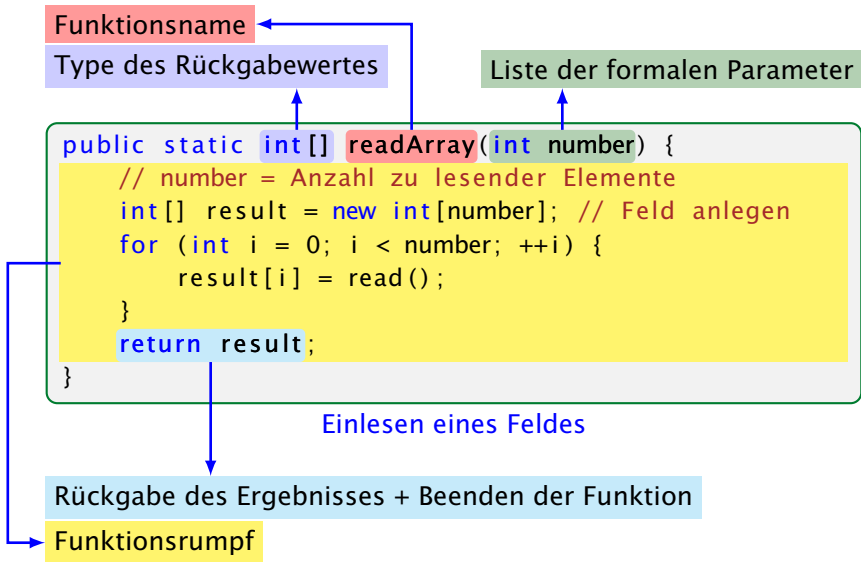 Funktionsname
Type des Rückgabewertes
Liste der formalen Parameter
public static int[] readArray(int number) {
    // number = Anzahl zu lesender Elemente
    int[] result = new int[number]; // Feld anlegen
    for (int i = 0; i < number; ++i) {
        result[i] = read();
    }
    return result;
}
Einlesen eines Feldes
Rückgabe des Ergebnisses + Beenden der Funktion
Funktionsrumpf